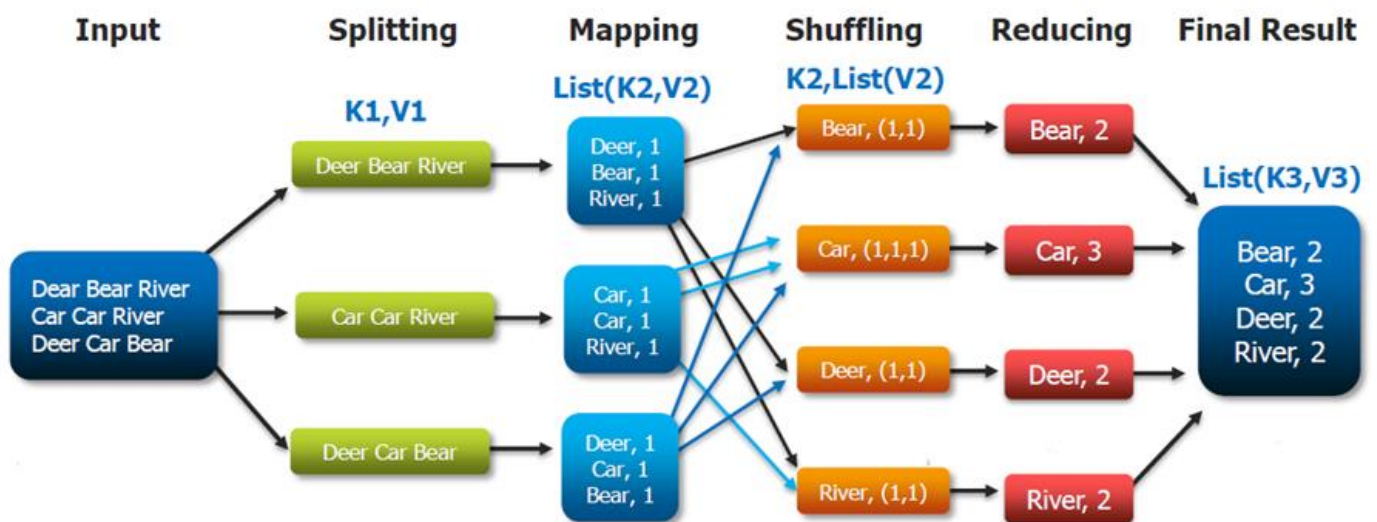 Input
Splitting
Mapping
Shuffling
Reducing
Final Result
K1,V1
List(K2,V2)
K2,List(V2)
List(K3,V3)
Dear Bear River
Car Car River
Deer Car Bear
Deer Bear River
Car Car River
Deer Car Bear
Deer, 1
Bear, 1
River, 1
Car, 1
Car, 1
River, 1
Deer, 1
Car, 1
Bear, 1
Bear, (1,1)
Car, (1,1,1)
Deer, (1,1)
River, (1,1)
Bear, 2
Car, 3
Deer, 2
River, 2
Bear, 2
Car, 3
Deer, 2
River, 2